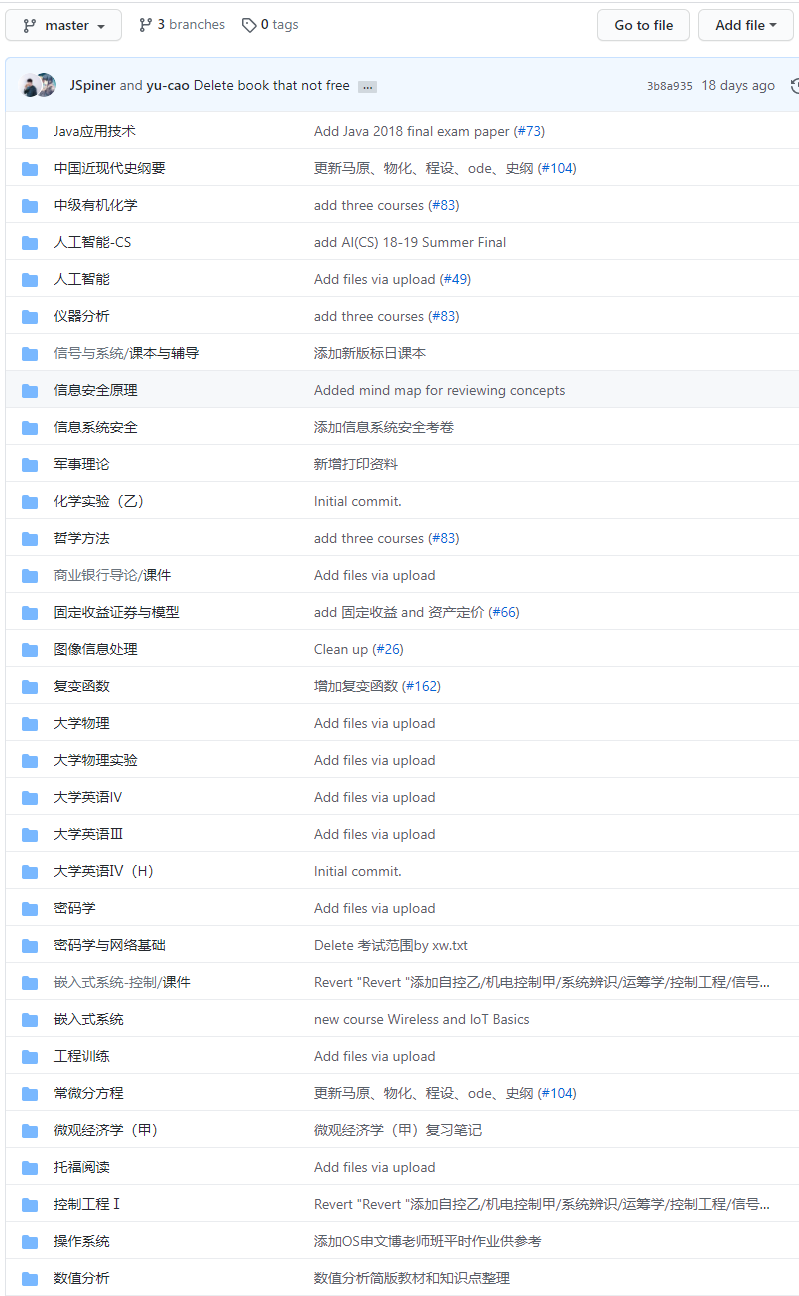 master 3 branches 0 tags Go to file Add file
JSpiner and yu-cao Delete book that not free ... 3b8a935 18 days ago
Java应用技术 Add Java 2018 final exam paper (#73)
中国近现代史纲要 更新马原、物化、程设、ode、史纲 (#104)
中级有机化学 add three courses (#83)
人工智能-CS add AI(CS) 18-19 Summer Final
人工智能 Add files via upload (#49)
仪器分析 add three courses (#83)
信号与系统/课本与辅导 添加新版标日课本
信息安全原理 Added mind map for reviewing concepts
信息系统安全 添加信息系统安全考卷
军事理论 新增打印资料
化学实验（乙） Initial commit.
哲学方法 add three courses (#83)
商业银行导论/课件 Add files via upload
固定收益证券与模型 add 固定收益 and 资产定价 (#66)
图像信息处理 Clean up (#26)
复变函数 增加复变函数 (#162)
大学物理 Add files via upload
大学物理实验 Add files via upload
大学英语IV Add files via upload
大学英语Ⅲ Add files via upload
大学英语Ⅳ（H） Initial commit.
密码学 Add files via upload
密码学与网络基础 Delete 考试范围by xw.txt
嵌入式系统-控制/课件 Revert "Revert "添加自控乙/机电控制甲/系统辨识/运筹学/控制工程/信号...
嵌入式系统 new course Wireless and IoT Basics
工程训练 Add files via upload
常微分方程 更新马原、物化、程设、ode、史纲 (#104)
微观经济学（甲） 微观经济学（甲）复习笔记
托福阅读 Add files via upload
控制工程Ⅰ Revert "Revert "添加自控乙/机电控制甲/系统辨识/运筹学/控制工程/信号...
操作系统 添加OS申文博老师班平时作业供参考
数值分析 数值分析简版教材和知识点整理